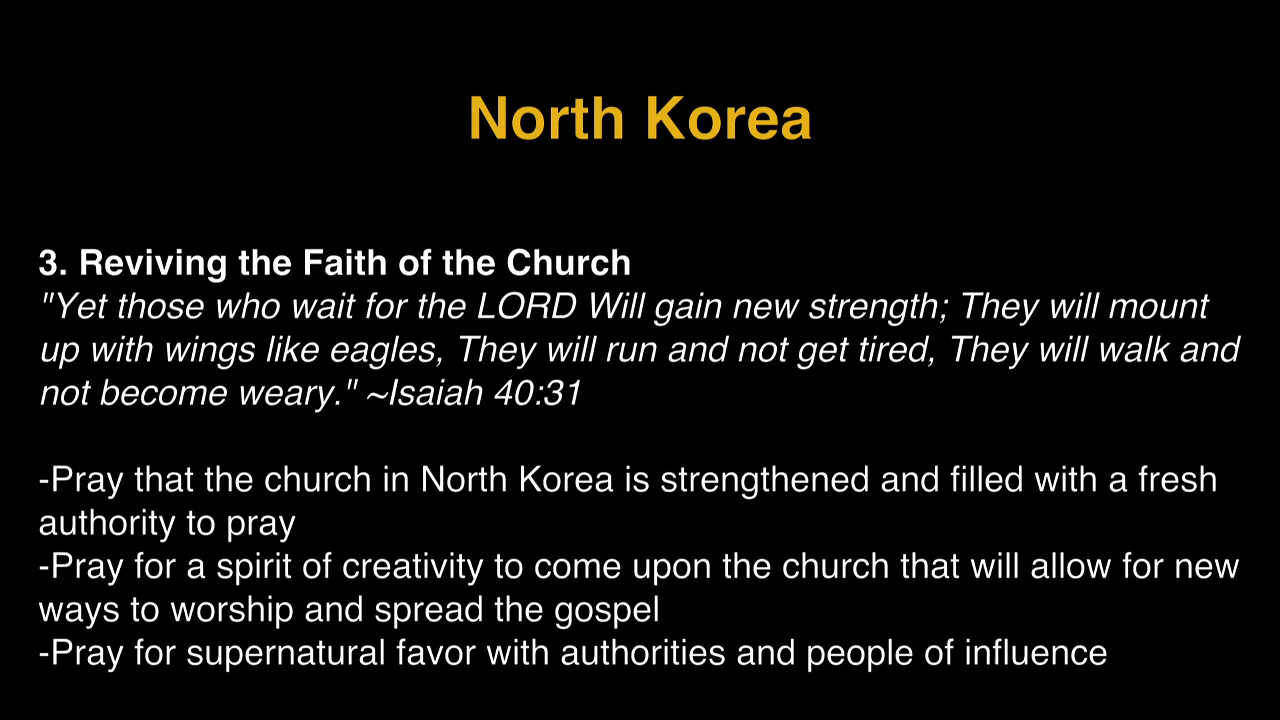 North Korea
3. Reviving the Faith of the Church
"Yet those who wait for the LORD Will gain new strength; They will mount
up with wings like eagles, They will run and not get tired, They will walk and
not become weary." ~Isaiah 40:31
-Pray that the church in North Korea is strengthened and filled with a fresh
authority to pray
-Pray for a spirit of creativity to come upon the church that will allow for new
ways to worship and spread the gospel
-Pray for supernatural favor with authorities and people of influence